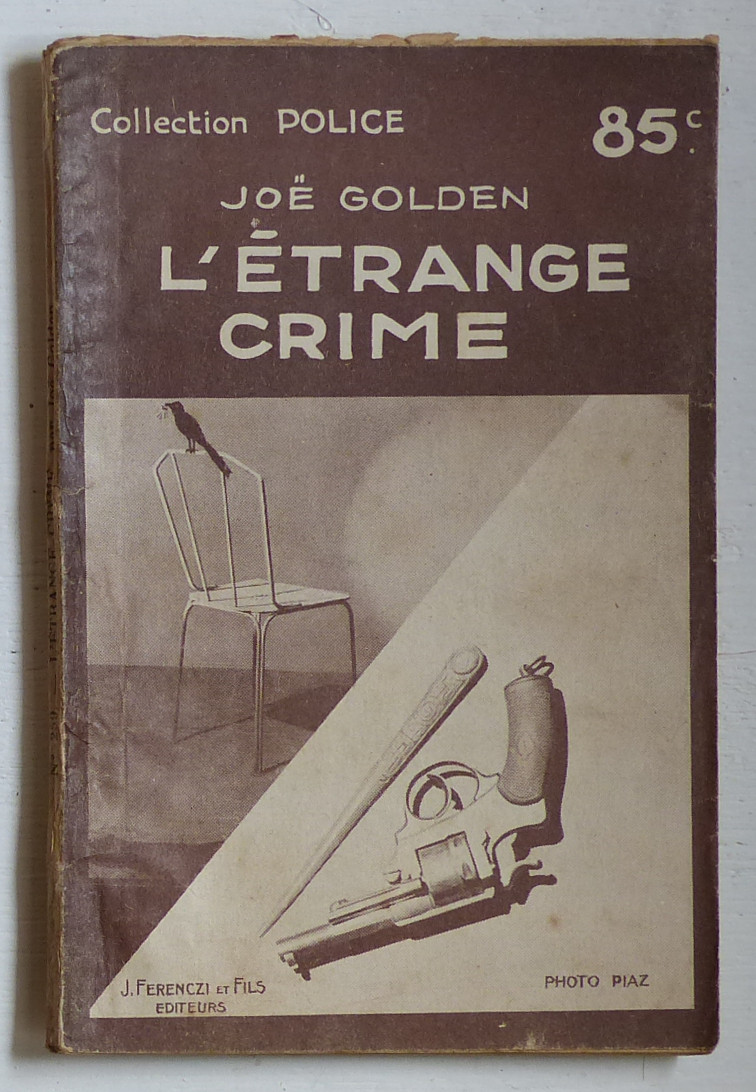 Collection POLICE
85c.
JOË GOLDEN
L'ÉTRANGE
CRIME
J. FERENCZI ET FILS
EDITEURS
PHOTO PIAZ